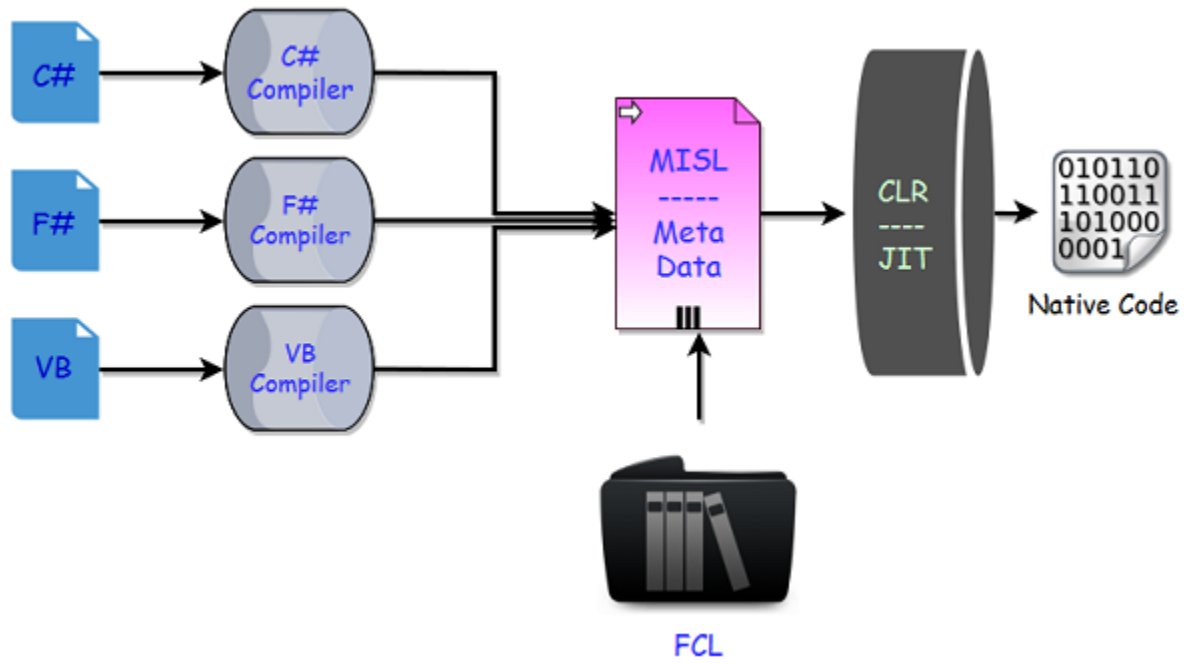 C#
C#
Compiler
F#
F#
Compiler
VB
VB
Compiler
MISL
-----
Meta
Data
FCL
CLR
----
JIT
010110
110011
101000
0001
Native Code